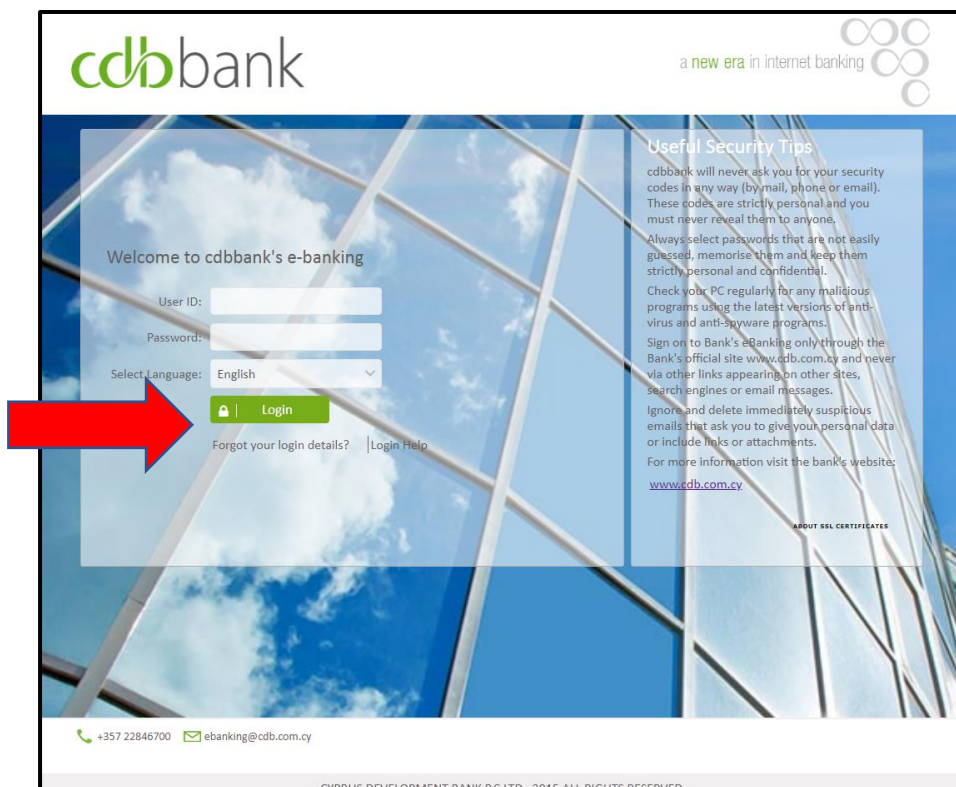 cdbbank
a new era in internet banking
Welcome to cdbbank's e-banking
User ID:
Password:
Select Language: English
Login
Forgot your login details? | Login Help
Useful Security Tips
cdbbank will never ask you for your security
codes in any way (by mail, phone or email).
These codes are strictly personal and you
must never reveal them to anyone.
Always select passwords that are not easily
guessed, memorise them and keep them
strictly personal and confidential.
Check your PC regularly for any malicious
programs using the latest versions of anti-
virus and anti-spyware programs.
Sign on to Bank's eBanking only through the
Bank's official site www.cdb.com.cy and never
via other links appearing on other sites,
search engines or email messages.
Ignore and delete immediately suspicious
emails that ask you to give your personal data
or include links or attachments.
For more information visit the bank's website:
www.cdb.com.cy
ABOUT SSL CERTIFICATES
+357 22846700 ebanking@cdb.com.cy